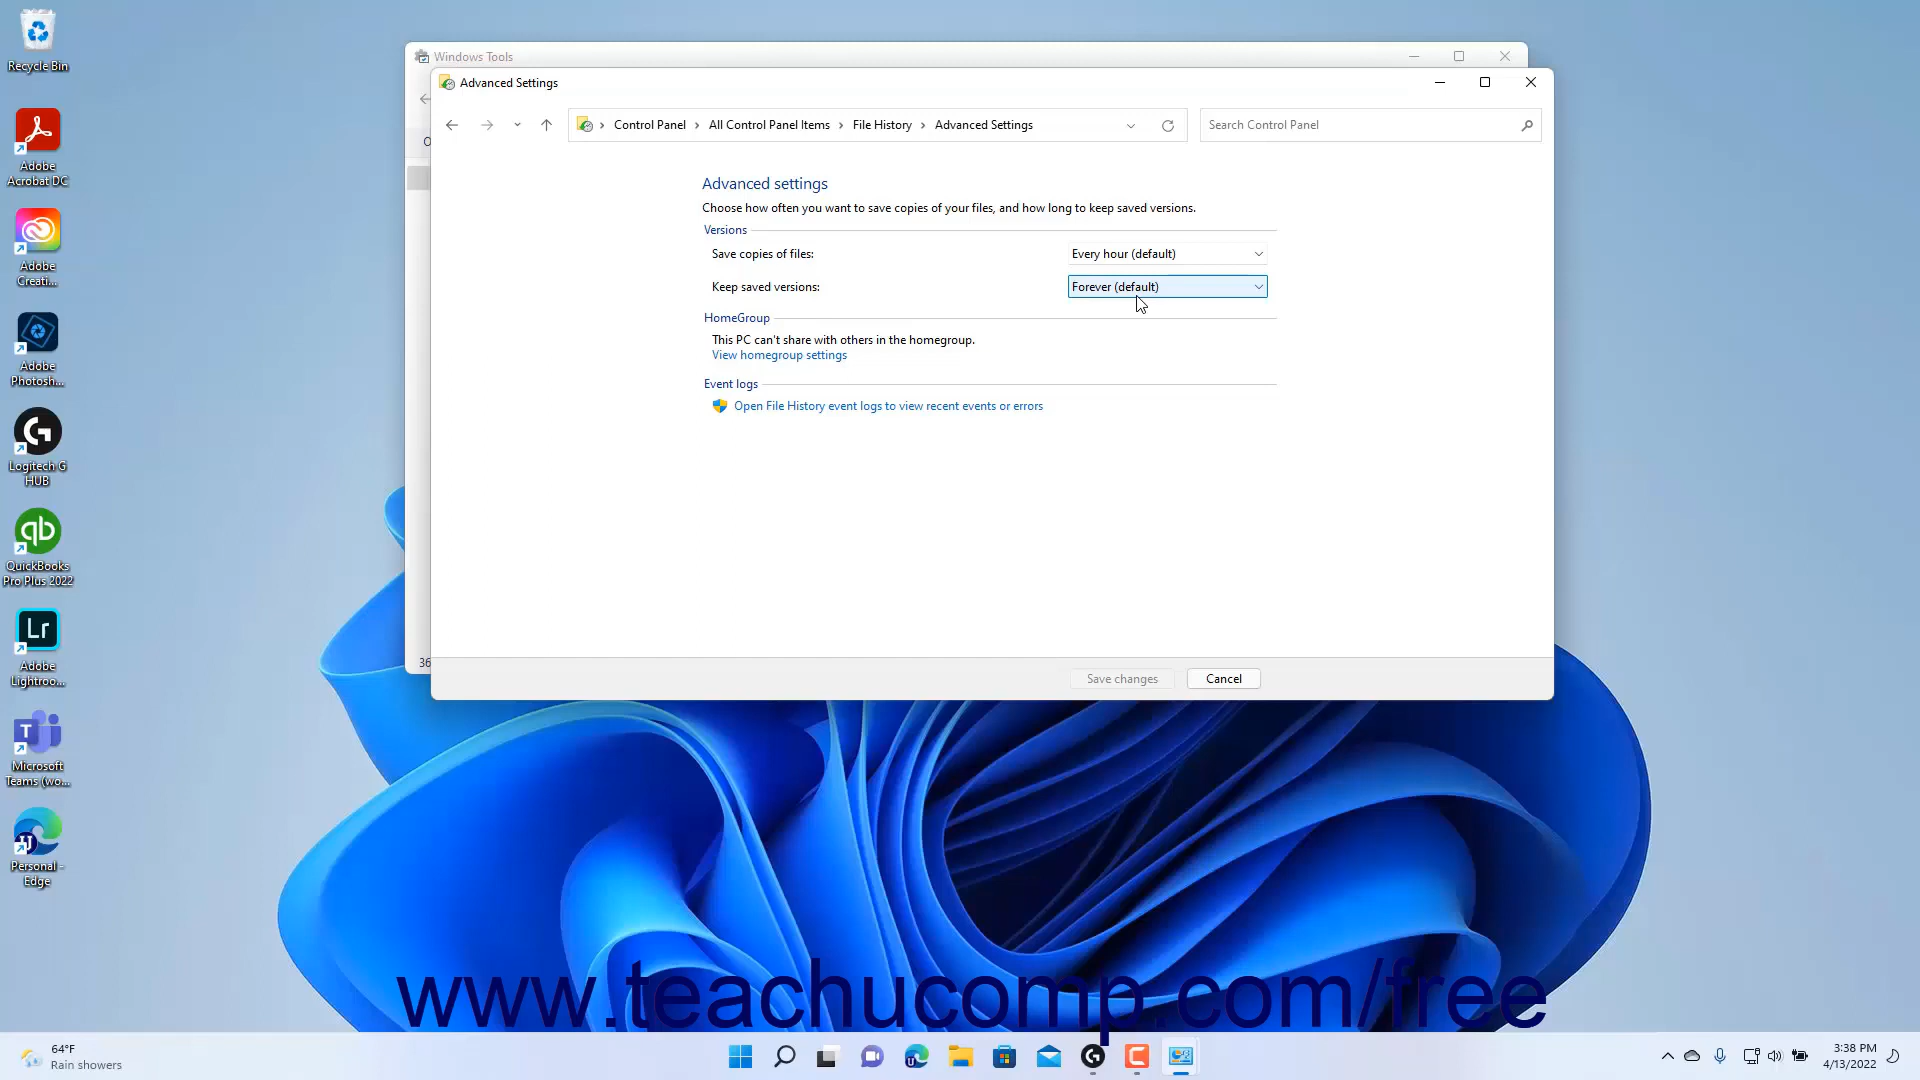 Recycle Bin
Adobe
Acrobat DC
Adobe
Creati...
Adobe
Photosh...
Logitech G
HUB
QuickBooks
Pro Plus 2022
Lr
Adobe
Lightroo...
Microsoft
Teams (wo...
Personal -
Edge
Windows Tools
Advanced Settings
Control Panel > All Control Panel Items > File History > Advanced Settings
Search Control Panel
Advanced settings
Choose how often you want to save copies of your files, and how long to keep saved versions.
Versions
Save copies of files: Every hour (default)
Keep saved versions: Forever (default)
HomeGroup
This PC can't share with others in the homegroup.
View homegroup settings
Event logs
Open File History event logs to view recent events or errors
36
Save changes Cancel
www.teachucomp.com/free
64°F
Rain showers
3:38 PM
4/13/2022